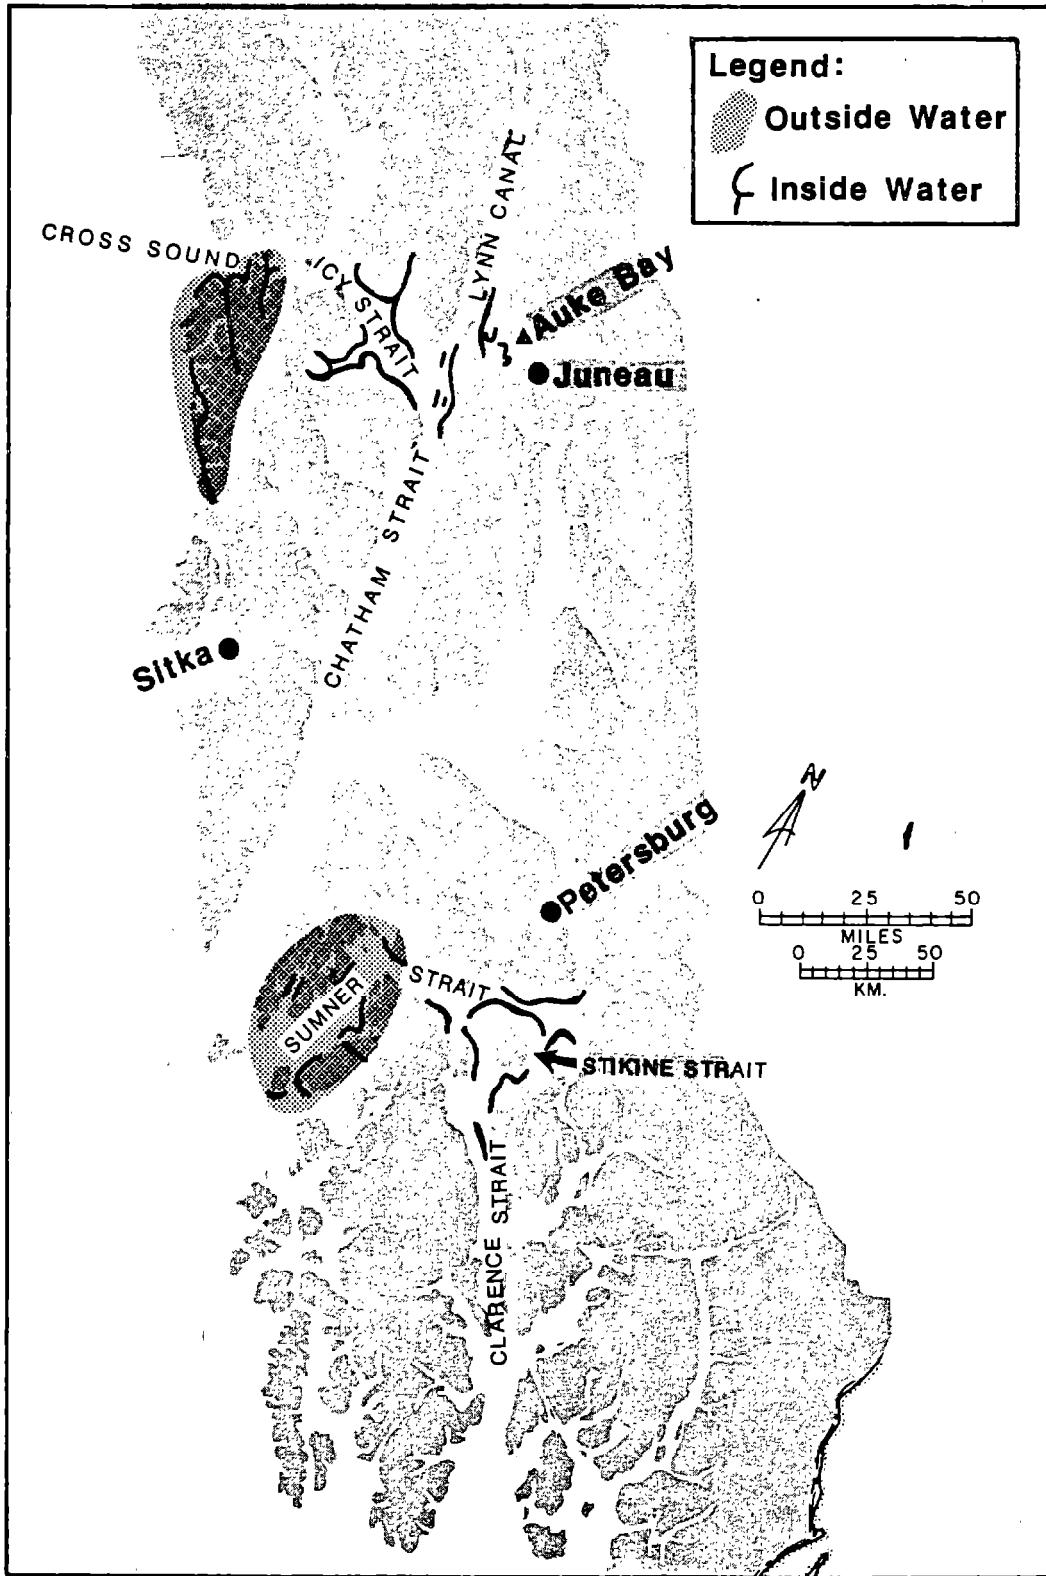 Legend:
Outside Water
Inside Water
CROSS SOUND
ICY STRAIT
LYNN CANAL
Auke Bay
Juneau
CHATHAM STRAIT
Sitka
N
Petersburg
0 25 50
MILES
0 25 50
KM.
SUMNER
STRAIT
STIKINE STRAIT
CLARENCE STRAIT